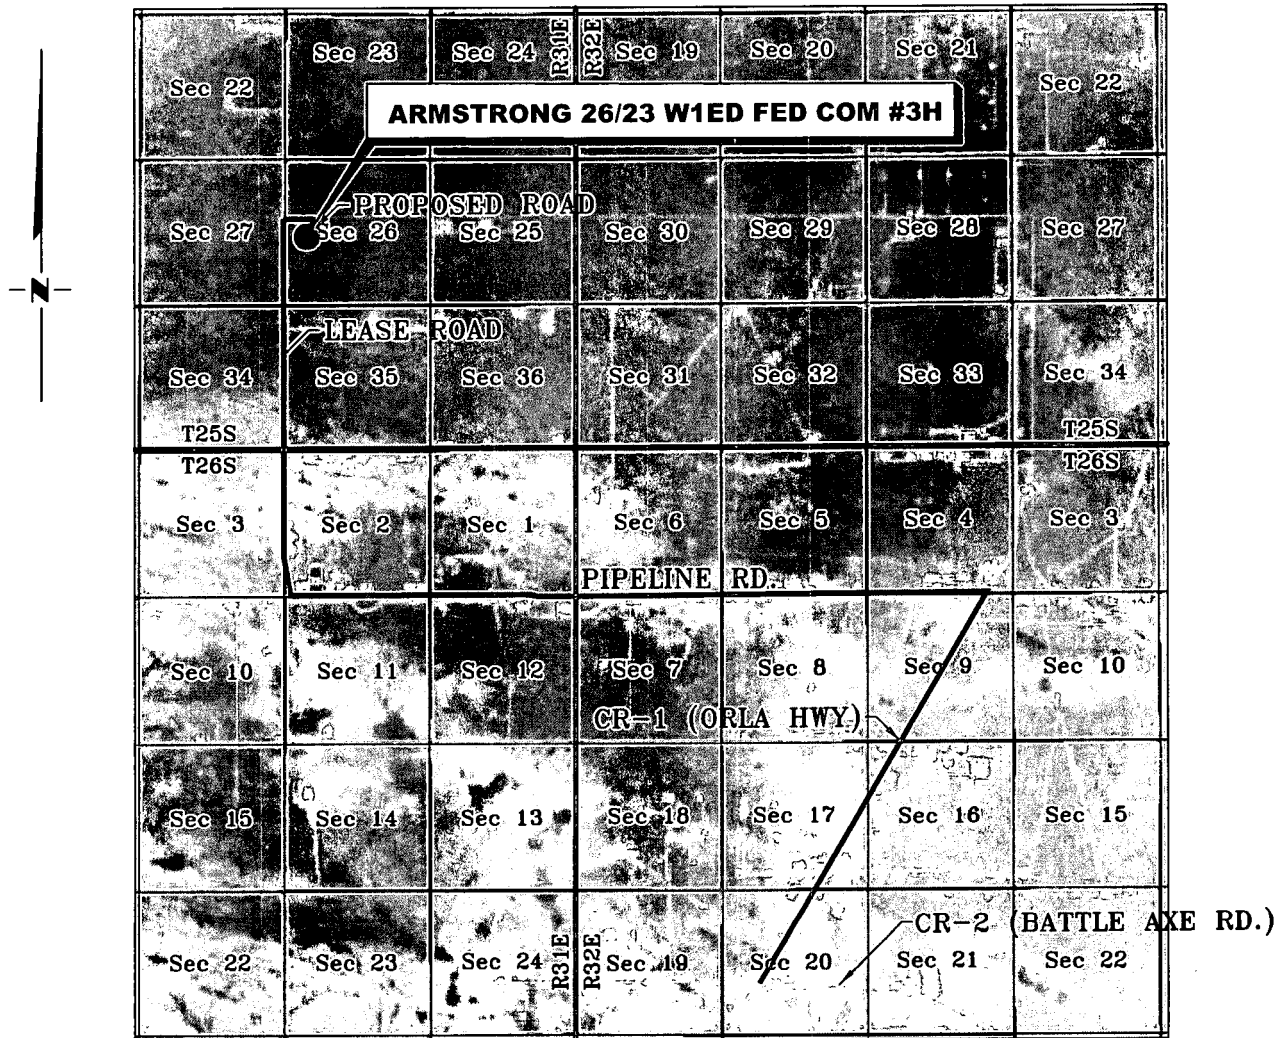 Sec 22
Sec 23
Sec 24
R31E
R32E
Sec 19
Sec 20
Sec 21
Sec 22
ARMSTRONG 26/23 W1ED FED COM #3H
PROPOSED ROAD
Sec 27
Sec 26
Sec 25
Sec 30
Sec 29
Sec 28
Sec 27
-N-
LEASE ROAD
Sec 34
Sec 35
Sec 36
Sec 31
Sec 32
Sec 33
Sec 34
T25S
T25S
T26S
T26S
Sec 3
Sec 2
Sec 1
Sec 6
Sec 5
Sec 4
Sec 3
PIPELINE RD.
Sec 10
Sec 11
Sec 12
Sec 7
Sec 8
Sec 9
Sec 10
CR-1 (ORLA HWY)
Sec 15
Sec 14
Sec 13
Sec 18
Sec 17
Sec 16
Sec 15
CR-2 (BATTLE AXE RD.)
Sec 22
Sec 23
Sec 24
R31E
R32E
Sec 19
Sec 20
Sec 21
Sec 22